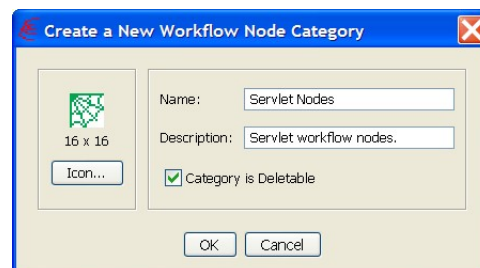 Create a New Workflow Node Category
Name: Servlet Nodes
16 x 16
Description: Servlet workflow nodes.
Icon...
Category is Deletable
OK Cancel